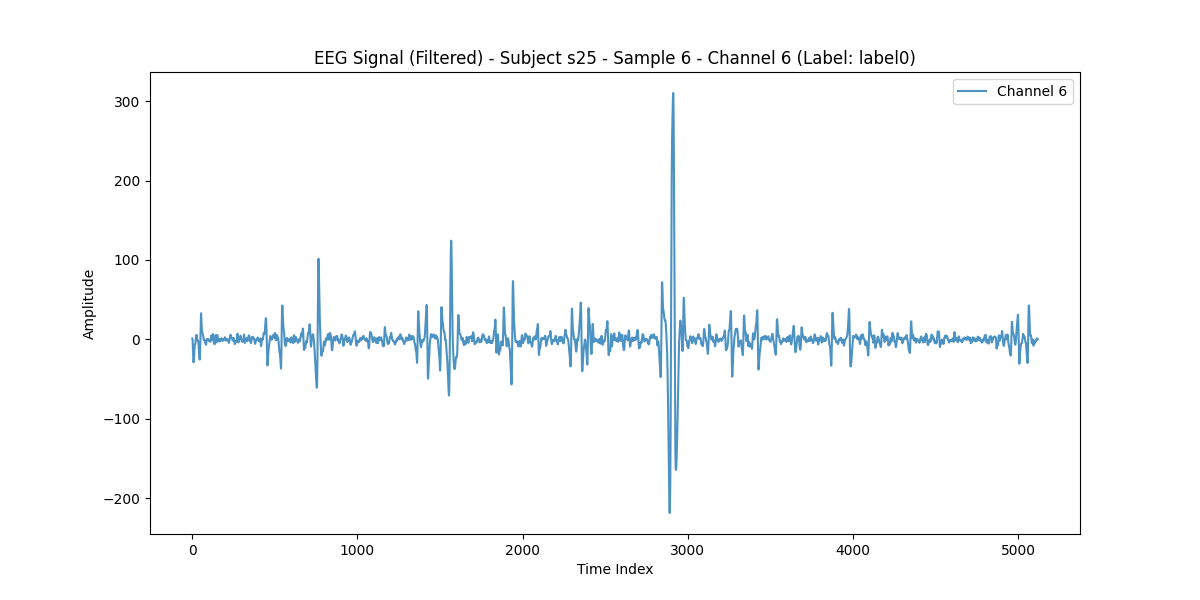 EEG Signal (Filtered) - Subject s25 - Sample 6 - Channel 6 (Label: label0)
Channel 6
300
200
100
0
−100
−200
Amplitude
0 1000 2000 3000 4000 5000
Time Index